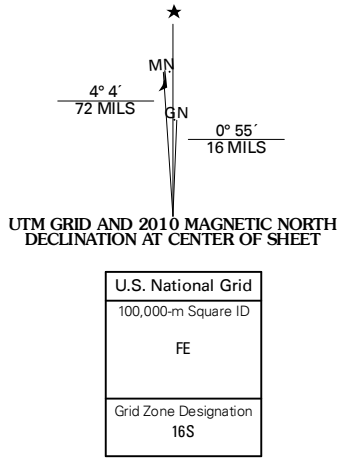 ★
MN
4° 4´
72 MILS
GN
0° 55´
16 MILS
UTM GRID AND 2010 MAGNETIC NORTH
DECLINATION AT CENTER OF SHEET
U.S. National Grid
100,000-m Square ID
FE
Grid Zone Designation
16S